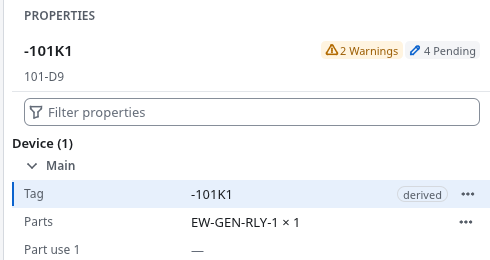 PROPERTIES
-101K1
2 Warnings
4 Pending
101-D9
Filter properties
Device (1)
Main
Tag -101K1 derived •••
Parts EW-GEN-RLY-1 × 1 •••
Part use 1 —